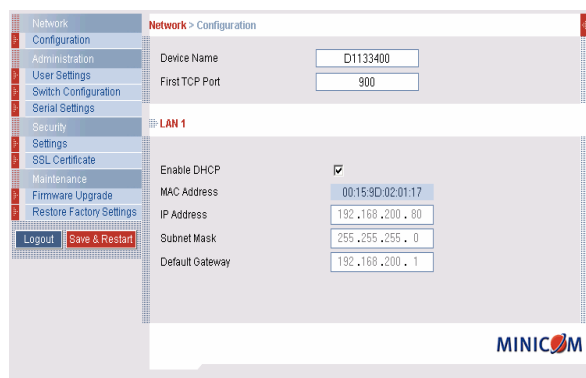 Network
Configuration
Administration
User Settings
Switch Configuration
Serial Settings
Security
Settings
SSL Certificate
Maintenance
Firmware Upgrade
Restore Factory Settings
Logout Save & Restart
Network > Configuration
Device Name D1133400
First TCP Port 900
LAN 1
Enable DHCP
MAC Address 00:15:9D:02:01:17
IP Address 192 .168 .200 . 80
Subnet Mask 255 .255 .255 . 0
Default Gateway 192 .168 .200 . 1
MINICOM